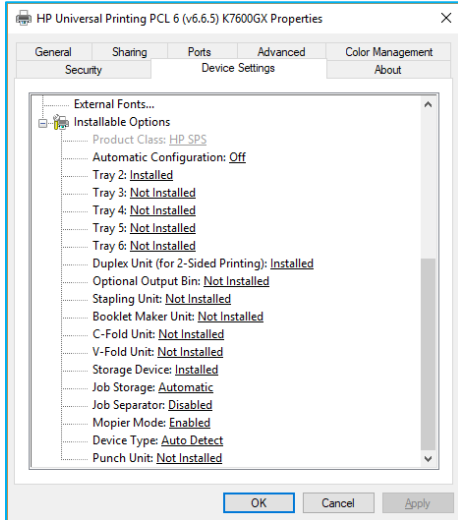 HP Universal Printing PCL 6 (v6.6.5) K7600GX Properties
General Sharing Ports Advanced Color Management
Security Device Settings About
External Fonts...
Installable Options
Product Class: HP SPS
Automatic Configuration: Off
Tray 2: Installed
Tray 3: Not Installed
Tray 4: Not Installed
Tray 5: Not Installed
Tray 6: Not Installed
Duplex Unit (for 2-Sided Printing): Installed
Optional Output Bin: Not Installed
Stapling Unit: Not Installed
Booklet Maker Unit: Not Installed
C-Fold Unit: Not Installed
V-Fold Unit: Not Installed
Storage Device: Installed
Job Storage: Automatic
Job Separator: Disabled
Mopier Mode: Enabled
Device Type: Auto Detect
Punch Unit: Not Installed
OK Cancel Apply